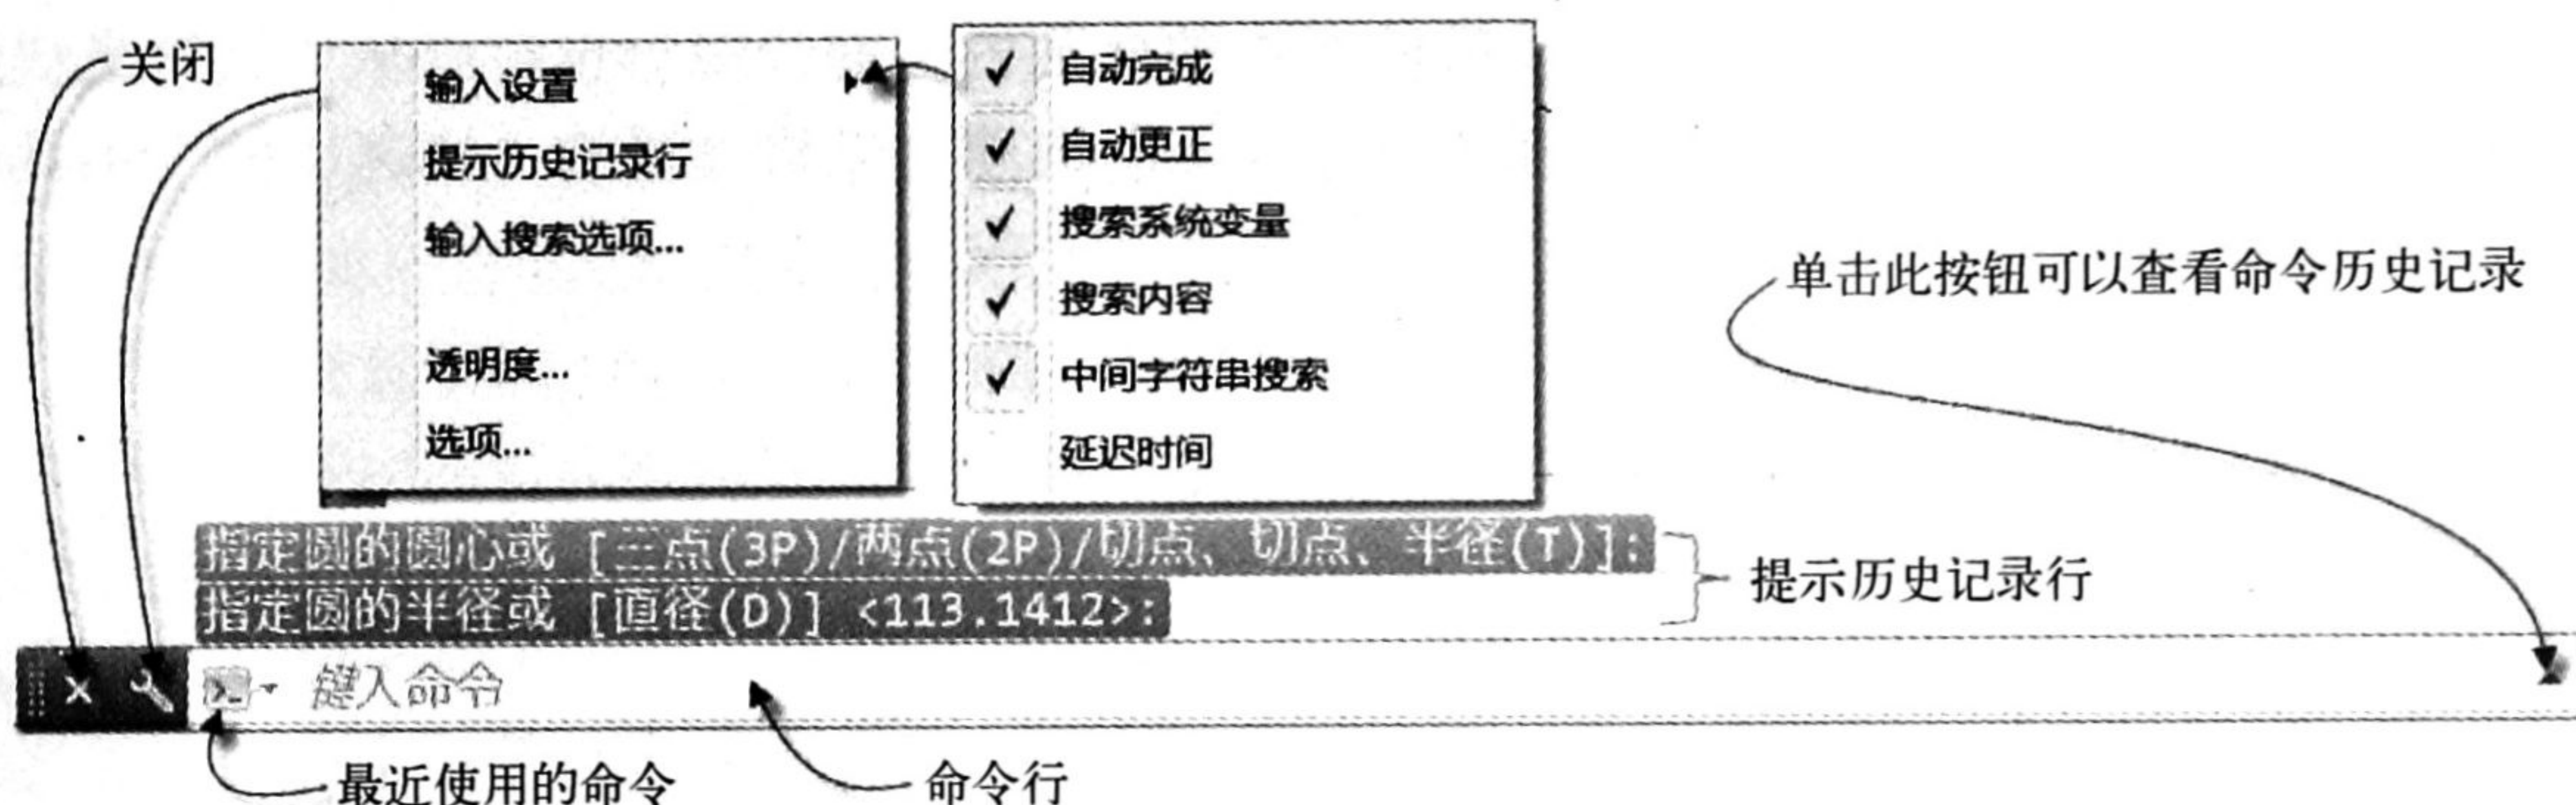 关闭
输入设置
提示历史记录行
输入搜索选项...
透明度...
选项...
自动完成
自动更正
搜索系统变量
搜索内容
中间字符串搜索
延迟时间
单击此按钮可以查看命令历史记录
指定圆的圆心或 [三点(3P)/两点(2P)/切点、切点、半径(T)]:
指定圆的半径或 [直径(D)] <113.1412>:
提示历史记录行
键入命令
最近使用的命令
命令行